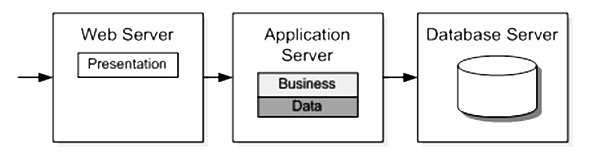 Web Server
Presentation
Application
Server
Business
Data
Database Server